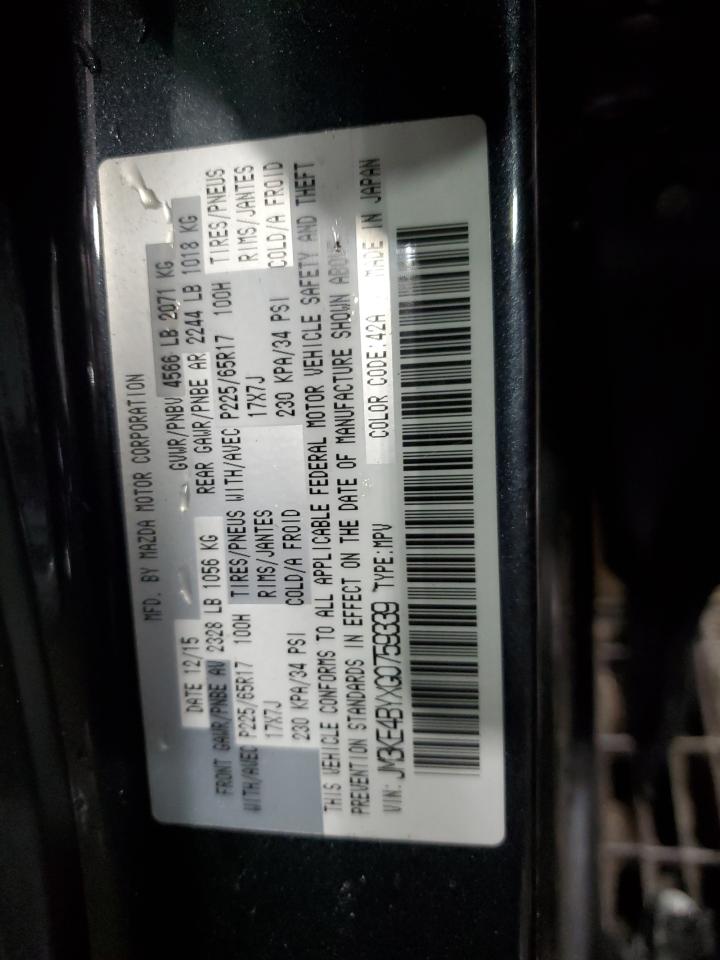 MFD. BY MAZDA MOTOR CORPORATION
DATE 12/15 GVWR/PNBV 4566 LB 2071 KG
FRONT GAWR/PNBE AV 2328 LB 1056 KG REAR GAWR/PNBE AR 2244 LB 1018 KG
WITH/AVEC P225/65R17 100H TIRES/PNEUS WITH/AVEC P225/65R17 100H TIRES/PNEUS
17X7J RIMS/JANTES 17X7J RIMS/JANTES
230 KPA/34 PSI COLD/A FROID 230 KPA/34 PSI COLD/A FROID
THIS VEHICLE CONFORMS TO ALL APPLICABLE FEDERAL MOTOR VEHICLE SAFETY AND THEFT
PREVENTION STANDARDS IN EFFECT ON THE DATE OF MANUFACTURE SHOWN ABOVE
VIN: JM3KE4BYXG0759339 TYPE:MPV COLOR CODE:42A MADE IN JAPAN